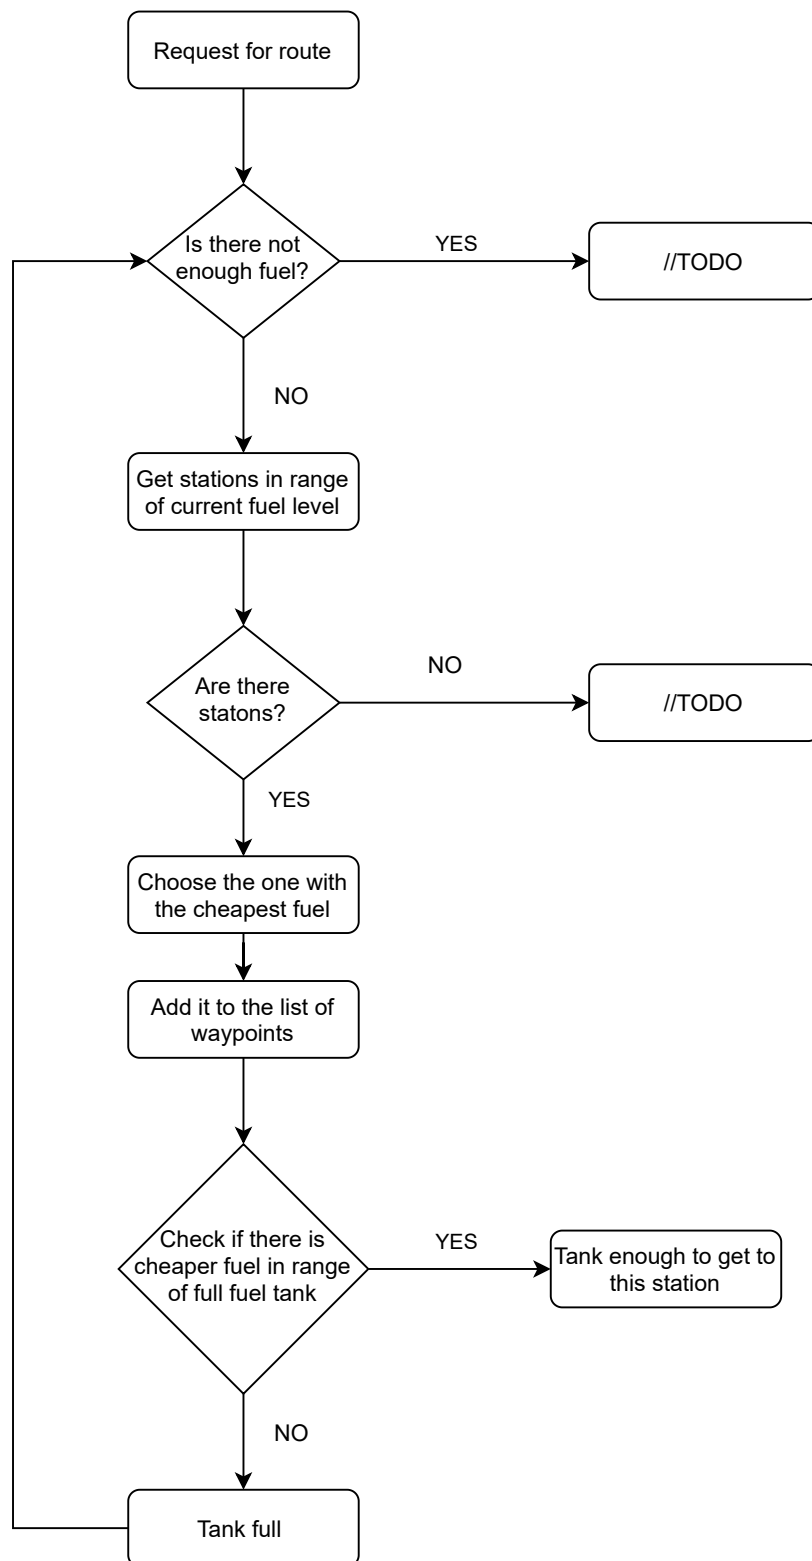 Request for route
Is there not
enough fuel?
YES
//TODO
NO
Get stations in range
of current fuel level
Are there
statons?
NO
//TODO
YES
Choose the one with
the cheapest fuel
Add it to the list of
waypoints
Check if there is
cheaper fuel in range
of full fuel tank
YES
Tank enough to get to
this station
NO
Tank full